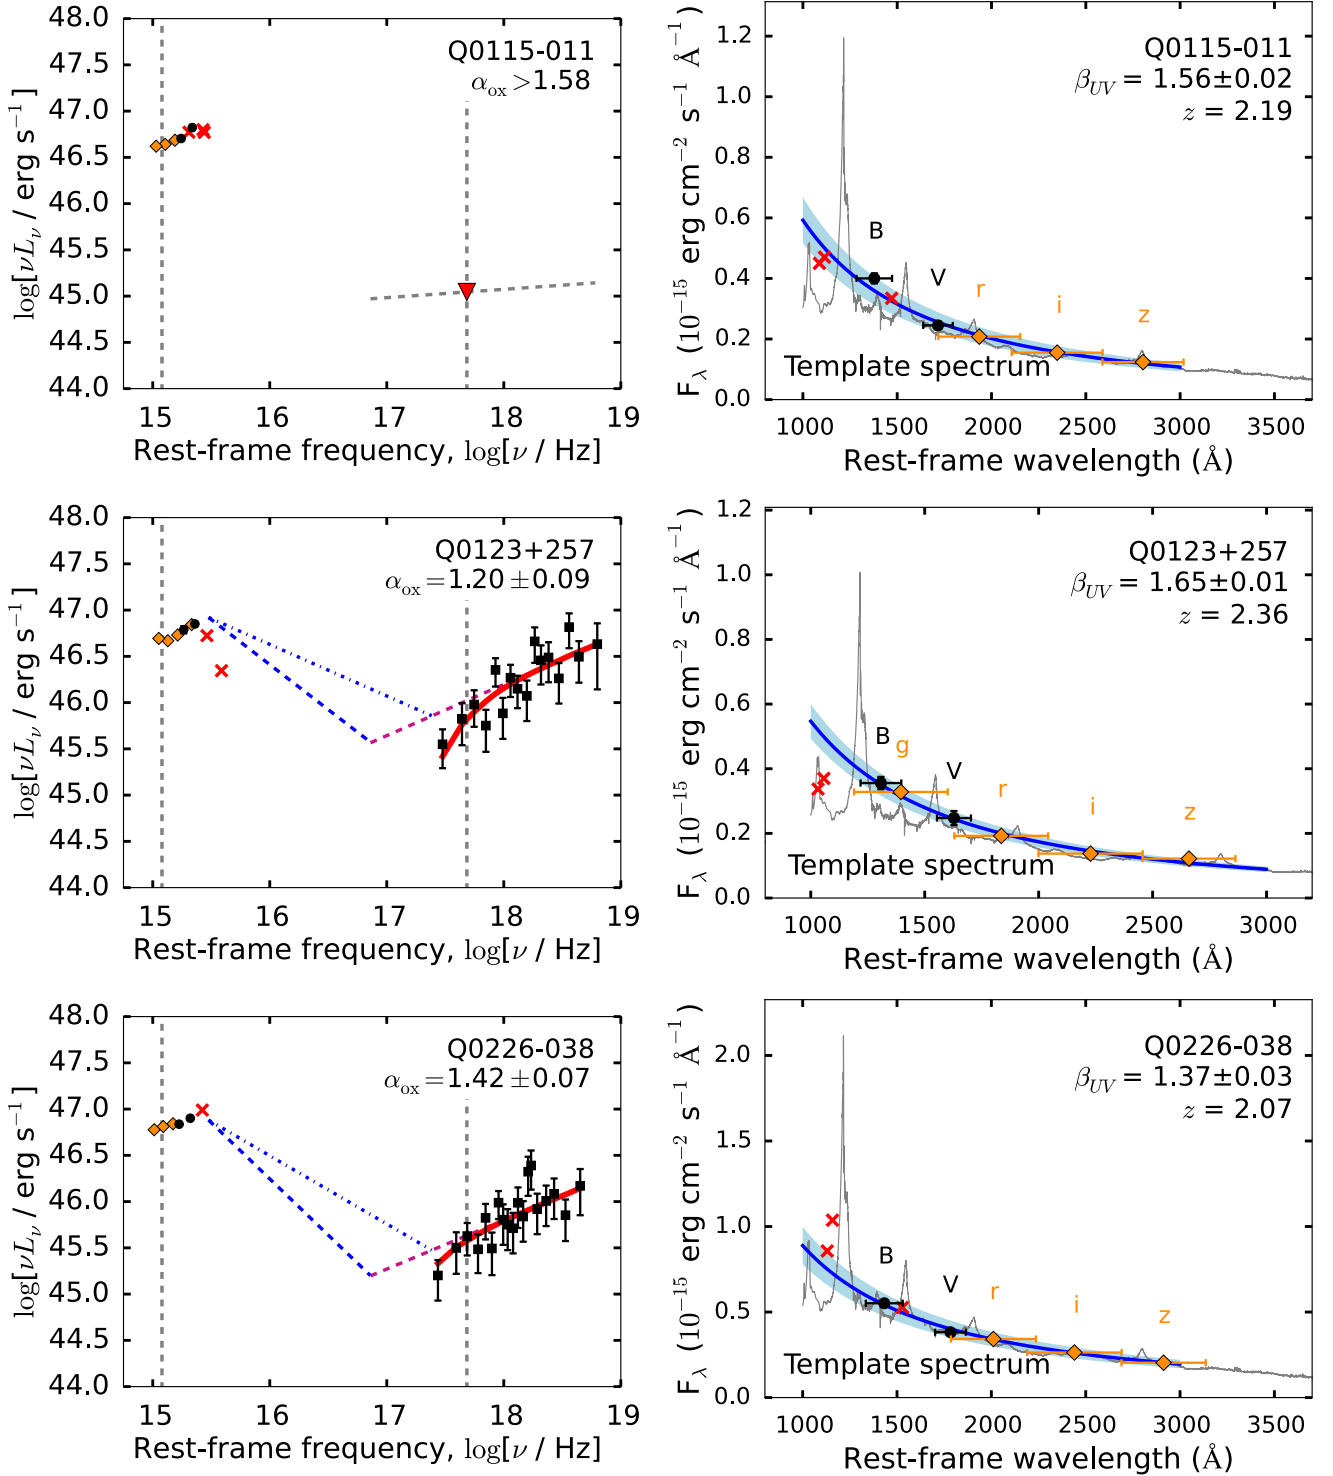 48.0
47.5
47.0
46.5
46.0
45.5
45.0
44.5
44.0
log[νLν / erg s⁻¹]
Q0115-011
αox >1.58
15 16 17 18 19
Rest-frame frequency, log[ν / Hz]
1.2
1.0
0.8
0.6
0.4
0.2
0.0
Fλ (10⁻¹⁵ erg cm⁻² s⁻¹ Å⁻¹)
Q0115-011
βUV = 1.56±0.02
z = 2.19
B
V
r
i
z
Template spectrum
1000 1500 2000 2500 3000 3500
Rest-frame wavelength (Å)
48.0
47.5
47.0
46.5
46.0
45.5
45.0
44.5
44.0
log[νLν / erg s⁻¹]
Q0123+257
αox =1.20 ±0.09
15 16 17 18 19
Rest-frame frequency, log[ν / Hz]
1.2
1.0
0.8
0.6
0.4
0.2
0.0
Fλ (10⁻¹⁵ erg cm⁻² s⁻¹ Å⁻¹)
Q0123+257
βUV = 1.65±0.01
z = 2.36
B
g
V
r
i
z
Template spectrum
1000 1500 2000 2500 3000
Rest-frame wavelength (Å)
48.0
47.5
47.0
46.5
46.0
45.5
45.0
44.5
44.0
log[νLν / erg s⁻¹]
Q0226-038
αox =1.42 ±0.07
15 16 17 18 19
Rest-frame frequency, log[ν / Hz]
2.0
1.5
1.0
0.5
0.0
Fλ (10⁻¹⁵ erg cm⁻² s⁻¹ Å⁻¹)
Q0226-038
βUV = 1.37±0.03
z = 2.07
B
V
r
i
z
Template spectrum
1000 1500 2000 2500 3000 3500
Rest-frame wavelength (Å)